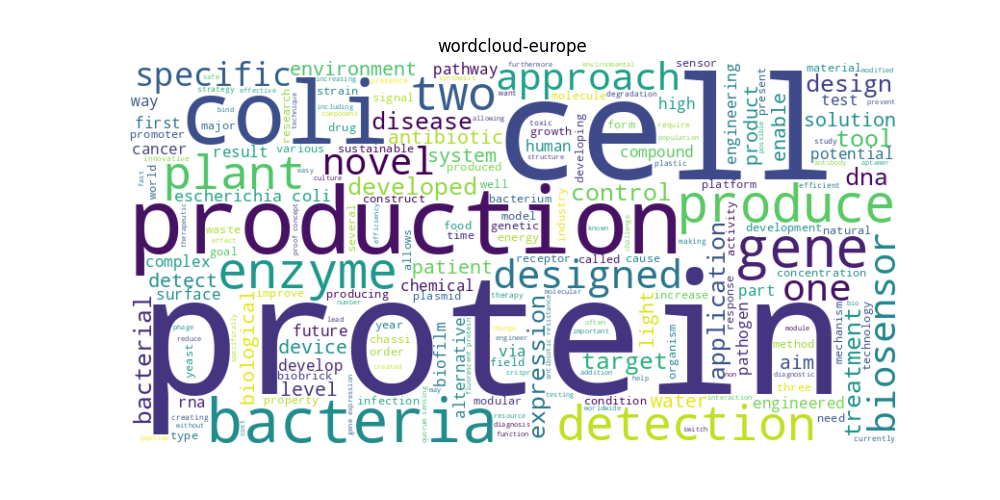 wordcloud-europe
specific
environment
pathway
approach
sensor
material
modified
coli
two
cell
design
way
strain
signal
molecule
high
engineering
product
present
enable
test
prevent
first
major
research
drug
disease
antibiotic
growth
human
form
require
population
solution
promoter
cancer
result
various
sustainable
novel
system
produced
developing
compound
plastic
tool
potential
innovative
plant
developed
well
control
platform
efficient
dna
world
escherichia coli
construct
bacterium
production
produce
waste
effect
goal
several
efficiency
allows
food
time
model
genetic
energy
industry
known
challenge
making
activity
development
natural
gene
complex
detect
enzyme
patient
receptor
called
cause
designed
application
concentration
surface
producing
chemical
plasmid
therapy
molecular
increase
part
one
biosensor
bacterial
protein
improve
number
future
year
chassi
order
created
lead
phage
reduce
yeast
specifically
biological
device
develop
biobrick
level
biofilm
alternative
fluorescent protein
change
engineer
crispr
via
field
expression
antibiotic resistance
often
important
addition
help
target
light
organism
response
pathogen
non
module
method
aim
diagnostic
three
mechanism
bio
technology
treatment
rna
property
infection
may
modular
condition
water
interaction
engineered
need
currently
creating
without
type
peptide
cost
bacteria
gene expression
quorum sensing
resource
diagnosis
function
testing
worldwide
detection
switch
safe
strategy
effective
increasing
including
component
technique
presence
synthesis
furthermore
environmental
want
degradation
allowing
bind
toxic
structure
possible
study
antibody
aptamer
easy
culture
fast
therapeutic
proof concept